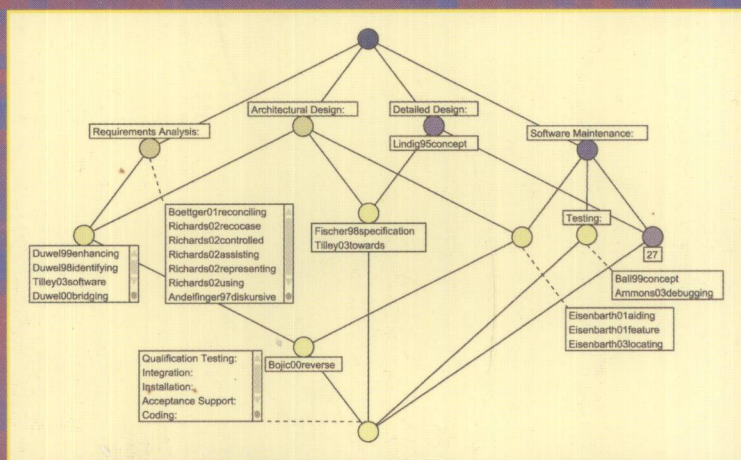 Architectural Design:
Detailed Design:
Requirements Analysis:
Software Maintenance:
Lindig95concept
Boettger01reconciling
Richards02recocase
Richards02controlled
Richards02assisting
Richards02representing
Richards02using
Andelfinger97diskursive
Fischer98specification
Tilley03towards
Testing:
Duwel99enhancing
Duwel98identifying
Tilley03software
Duwel00bridging
27
Ball99concept
Ammons03debugging
Eisenbarth01aiding
Eisenbarth01feature
Eisenbarth03locating
Qualification Testing:
Integration:
Installation:
Acceptance Support:
Coding:
Bojic00reverse